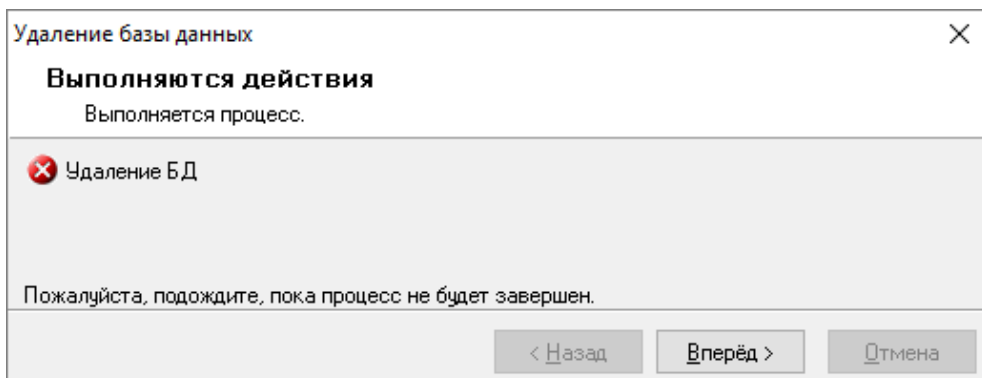 Удаление базы данных
Выполняются действия
Выполняется процесс.
Удаление БД
Пожалуйста, подождите, пока процесс не будет завершен.
< Назад Вперёд > Отмена